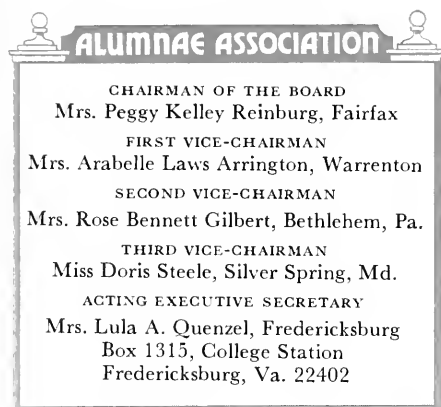 ALUMNAE ASSOCIATION
CHAIRMAN OF THE BOARD
Mrs. Peggy Kelley Reinburg, Fairfax
FIRST VICE-CHAIRMAN
Mrs. Arabelle Laws Arrington, Warrenton
SECOND VICE-CHAIRMAN
Mrs. Rose Bennett Gilbert, Bethlehem, Pa.
THIRD VICE-CHAIRMAN
Miss Doris Steele, Silver Spring, Md.
ACTING EXECUTIVE SECRETARY
Mrs. Lula A. Quenzel, Fredericksburg
Box 1315, College Station
Fredericksburg, Va. 22402